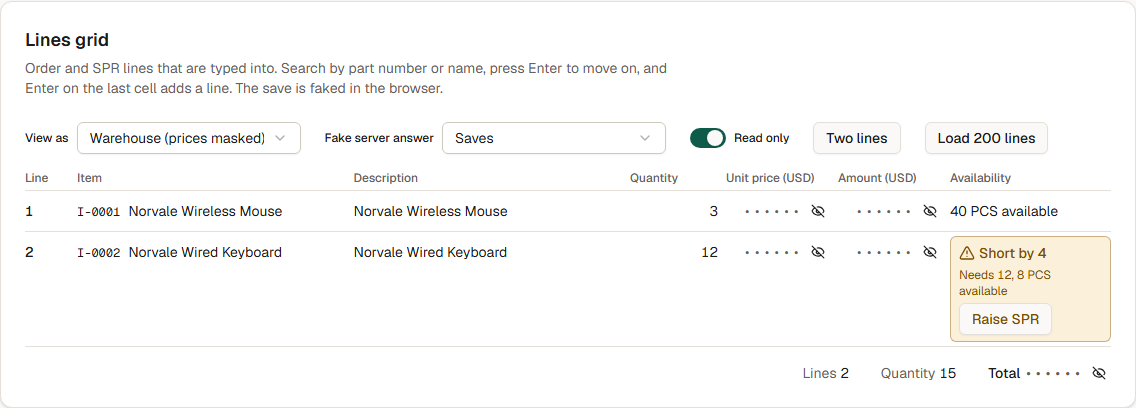 Lines grid
Order and SPR lines that are typed into. Search by part number or name, press Enter to move on, and
Enter on the last cell adds a line. The save is faked in the browser.
View as Warehouse (prices masked) Fake server answer Saves Read only Two lines Load 200 lines
Line Item Description Quantity Unit price (USD) Amount (USD) Availability
1 I-0001 Norvale Wireless Mouse Norvale Wireless Mouse 3 •••••• •••••• 40 PCS available
2 I-0002 Norvale Wired Keyboard Norvale Wired Keyboard 12 •••••• •••••• Short by 4
Needs 12, 8 PCS
available
Raise SPR
Lines 2 Quantity 15 Total ••••••